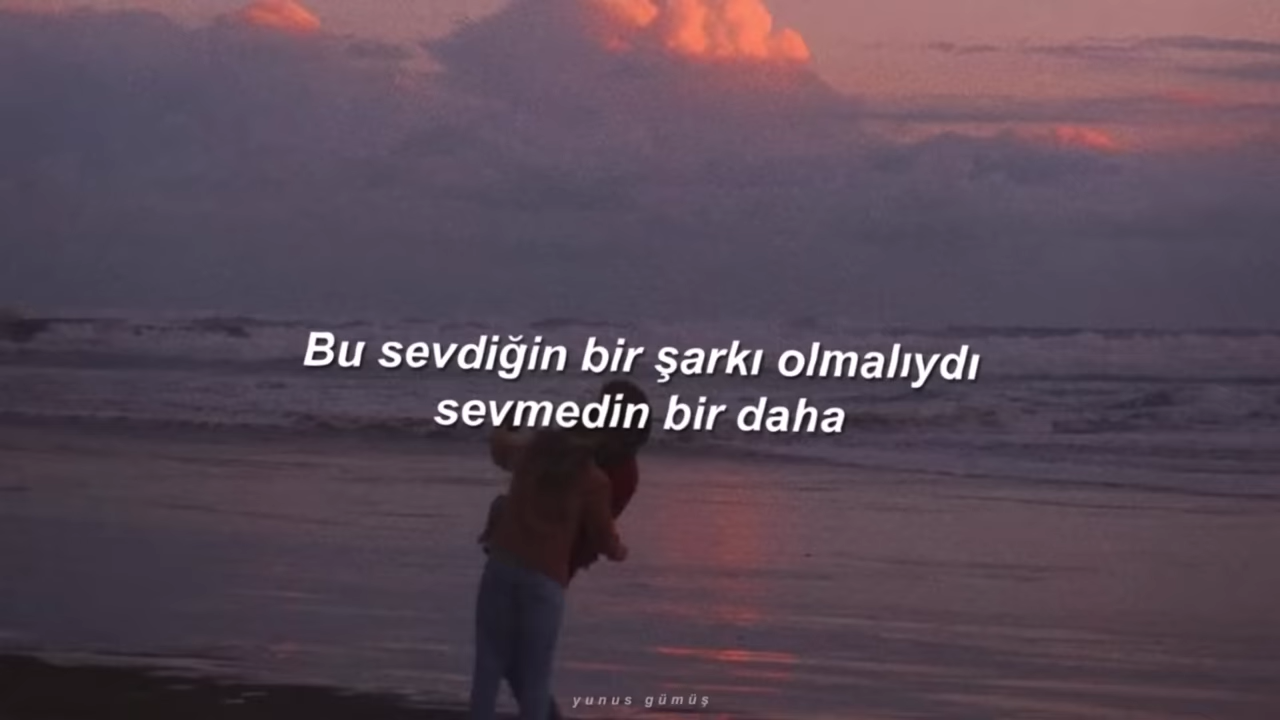 Bu sevdiğin bir şarkı olmalıydı
sevmedin bir daha
yunus gümüş